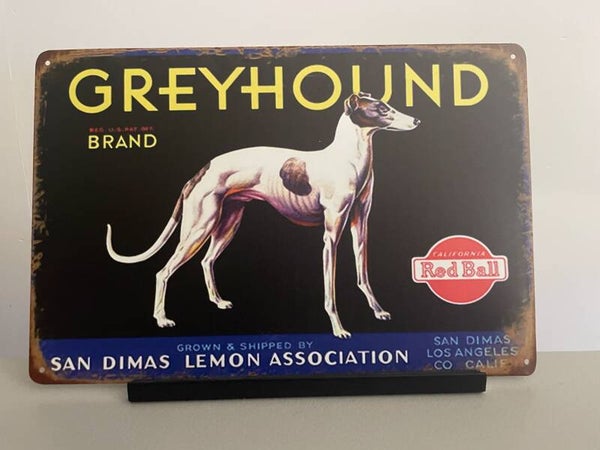 GREYHOUND
REG. U.S. PAT. OFF.
BRAND
CALIFORNIA
Red Ball
GROWN & SHIPPED BY
SAN DIMAS LEMON ASSOCIATION
SAN DIMAS
LOS ANGELES
CO CALIF